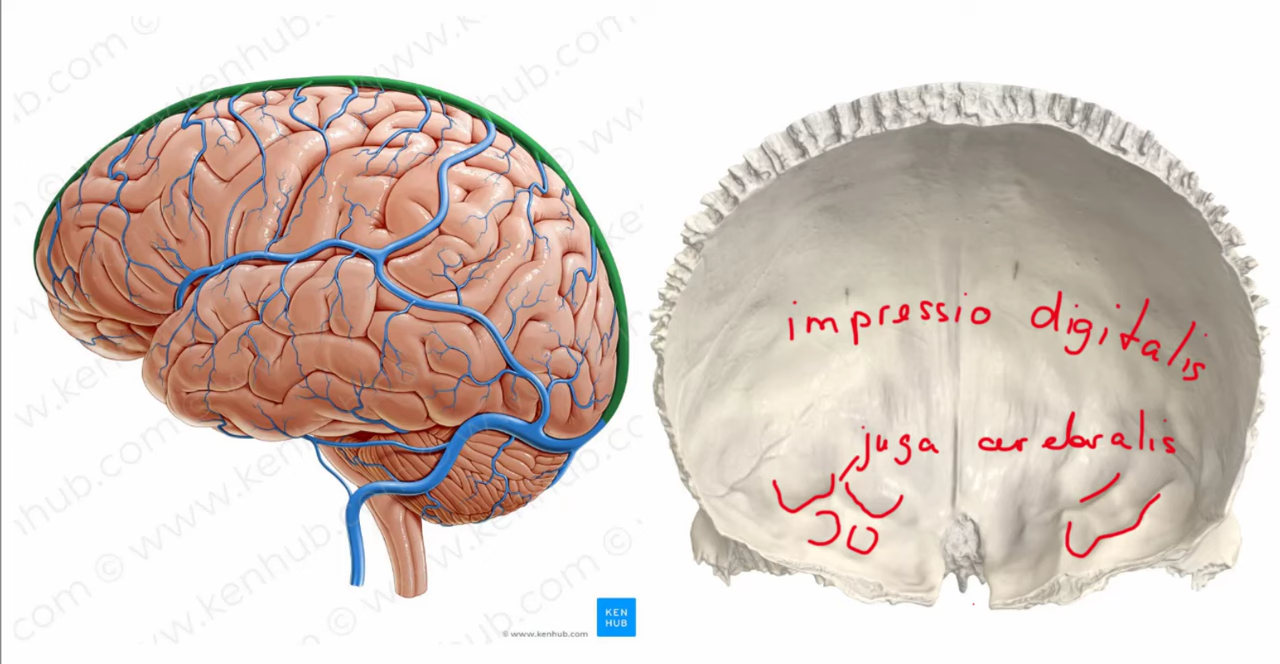 impressio digitalis
juga cerebralis
KEN
HUB
© www.kenhub.com